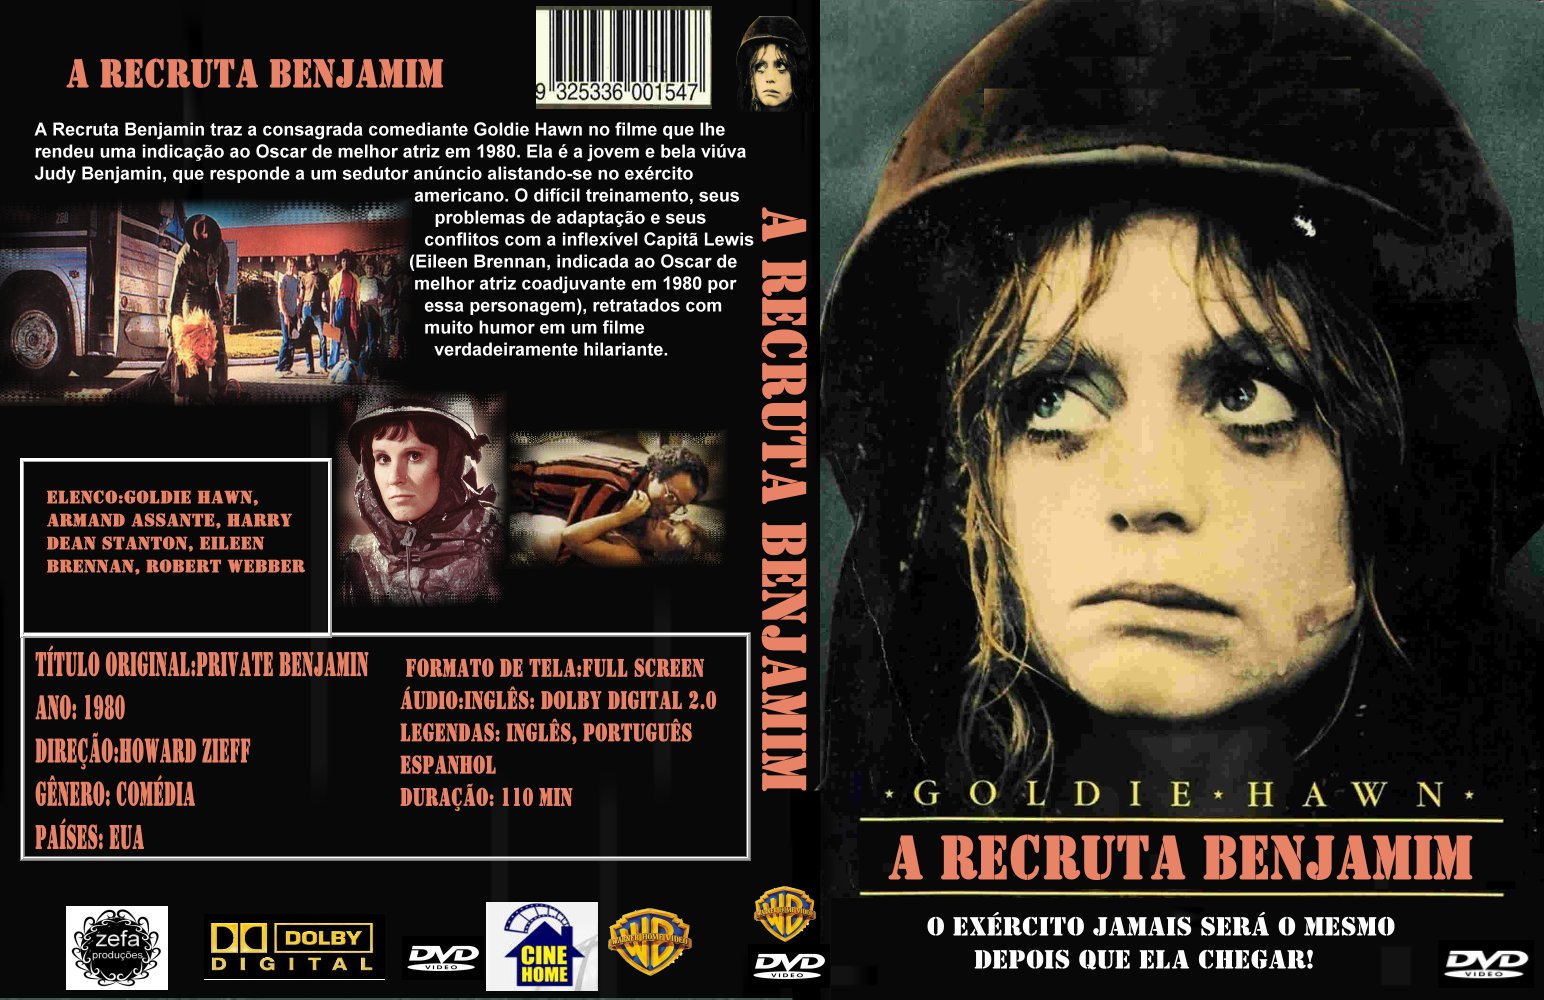 A RECRUTA BENJAMIM
9 325336 001547
A Recruta Benjamin traz a consagrada comediante Goldie Hawn no filme que lhe
rendeu uma indicação ao Oscar de melhor atriz em 1980. Ela é a jovem e bela viúva
Judy Benjamin, que responde a um sedutor anúncio alistando-se no exército
americano. O difícil treinamento, seus
problemas de adaptação e seus
conflitos com a inflexível Capitã Lewis
(Eileen Brennan, indicada ao Oscar de
melhor atriz coadjuvante em 1980 por
essa personagem), retratados com
muito humor em um filme
verdadeiramente hilariante.
ELENCO:GOLDIE HAWN,
ARMAND ASSANTE, HARRY
DEAN STANTON, EILEEN
BRENNAN, ROBERT WEBBER
TÍTULO ORIGINAL:PRIVATE BENJAMIN
ANO: 1980
DIREÇÃO:HOWARD ZIEFF
GÊNERO: COMÉDIA
PAÍSES: EUA
FORMATO DE TELA:FULL SCREEN
ÁUDIO:INGLÊS: DOLBY DIGITAL 2.0
LEGENDAS: INGLÊS, PORTUGUÊS
ESPANHOL
DURAÇÃO: 110 MIN
zefa
produções
DOLBY
DIGITAL
DVD
VIDEO
CINE
HOME
WARNER HOME VIDEO
A RECRUTA BENJAMIM
WARNER HOME VIDEO
DVD
VIDEO
GOLDIE HAWN
A RECRUTA BENJAMIM
O EXÉRCITO JAMAIS SERÁ O MESMO
DEPOIS QUE ELA CHEGAR!
DVD
VIDEO